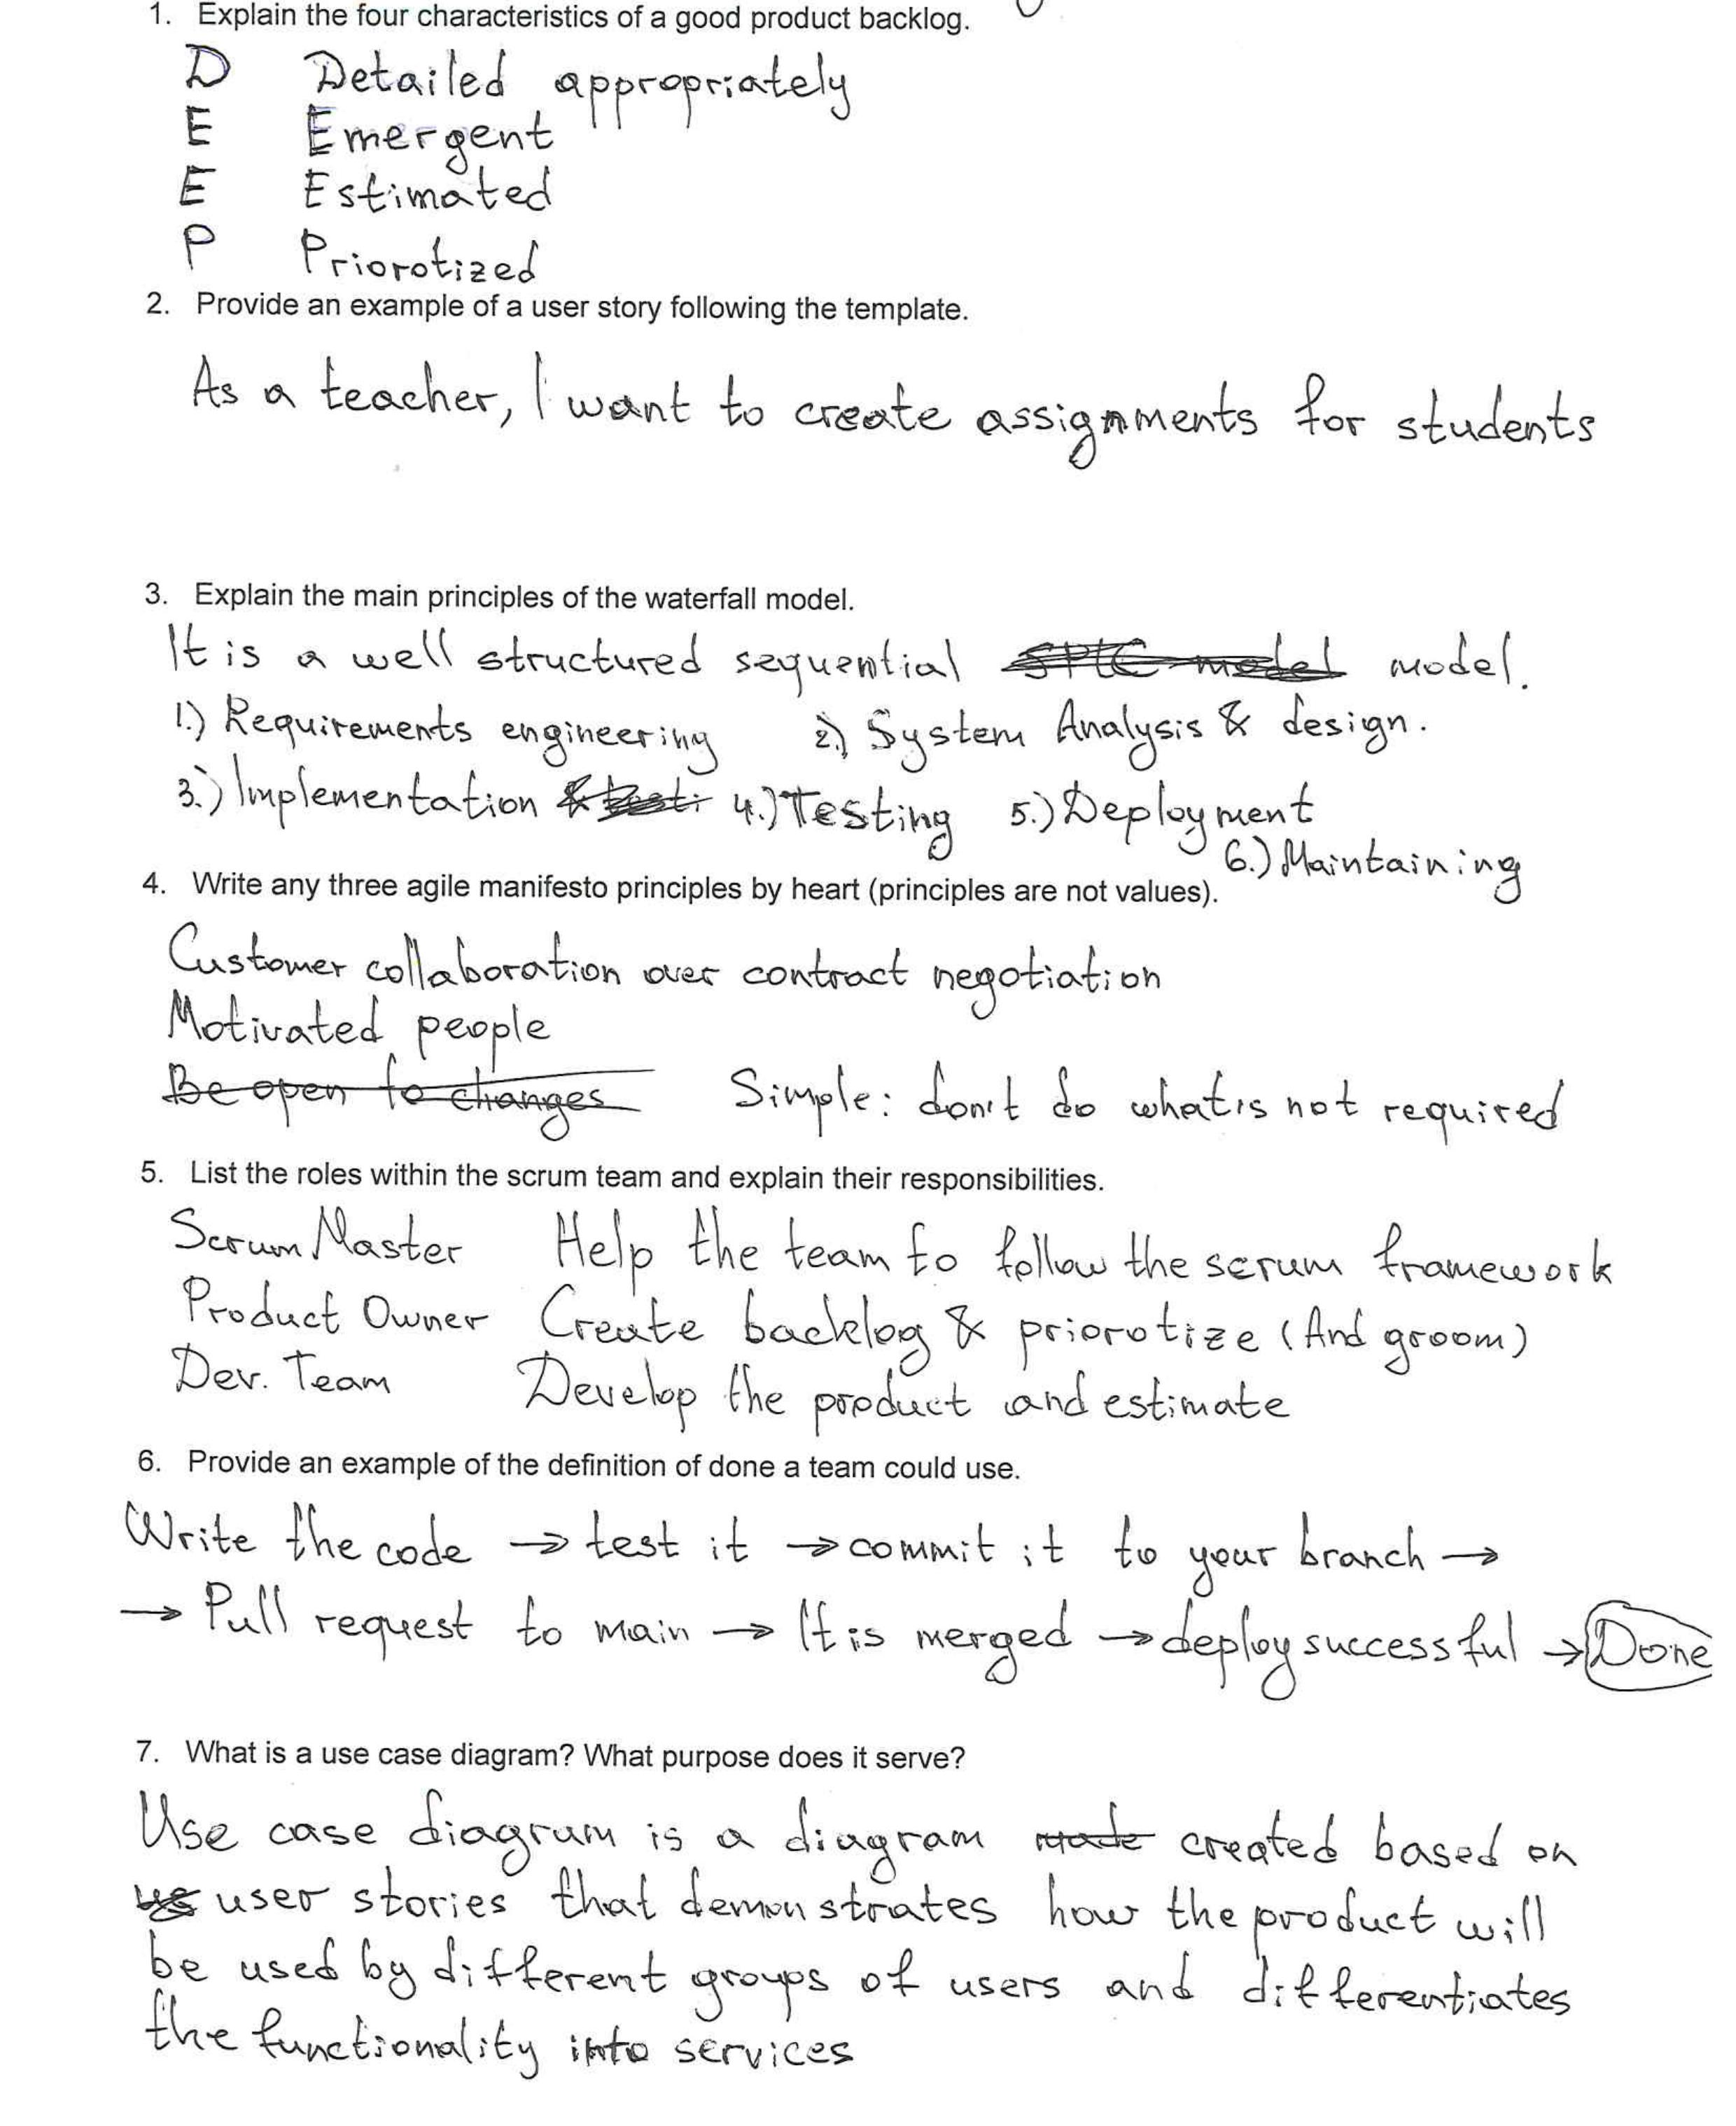 1. Explain the four characteristics of a good product backlog.
D Detailed appropriately
E Emergent
E Estimated
P Priorotized
2. Provide an example of a user story following the template.
As a teacher, I want to create assignments for students
3. Explain the main principles of the waterfall model.
It is a well structured sequential model.
1.) Requirements engineering 2.) System Analysis & design.
3.) Implementation & testi 4.) Testing 5.) Deployment
6.) Maintaining
4. Write any three agile manifesto principles by heart (principles are not values).
Customer collaboration over contract negotiation
Motivated people
Be open to changes Simple: don't do what is not required
5. List the roles within the scrum team and explain their responsibilities.
Scrum Master Help the team to follow the scrum framework
Product Owner Create backlog & priorotize (And groom)
Dev. Team Develop the product and estimate
6. Provide an example of the definition of done a team could use.
Write the code → test it → commit it to your branch →
→ Pull request to main → It is merged → deploy successful → Done
7. What is a use case diagram? What purpose does it serve?
Use case diagram is a diagram made created based on
us user stories that demonstrates how the product will
be used by different groups of users and differentiates
the functionality into services